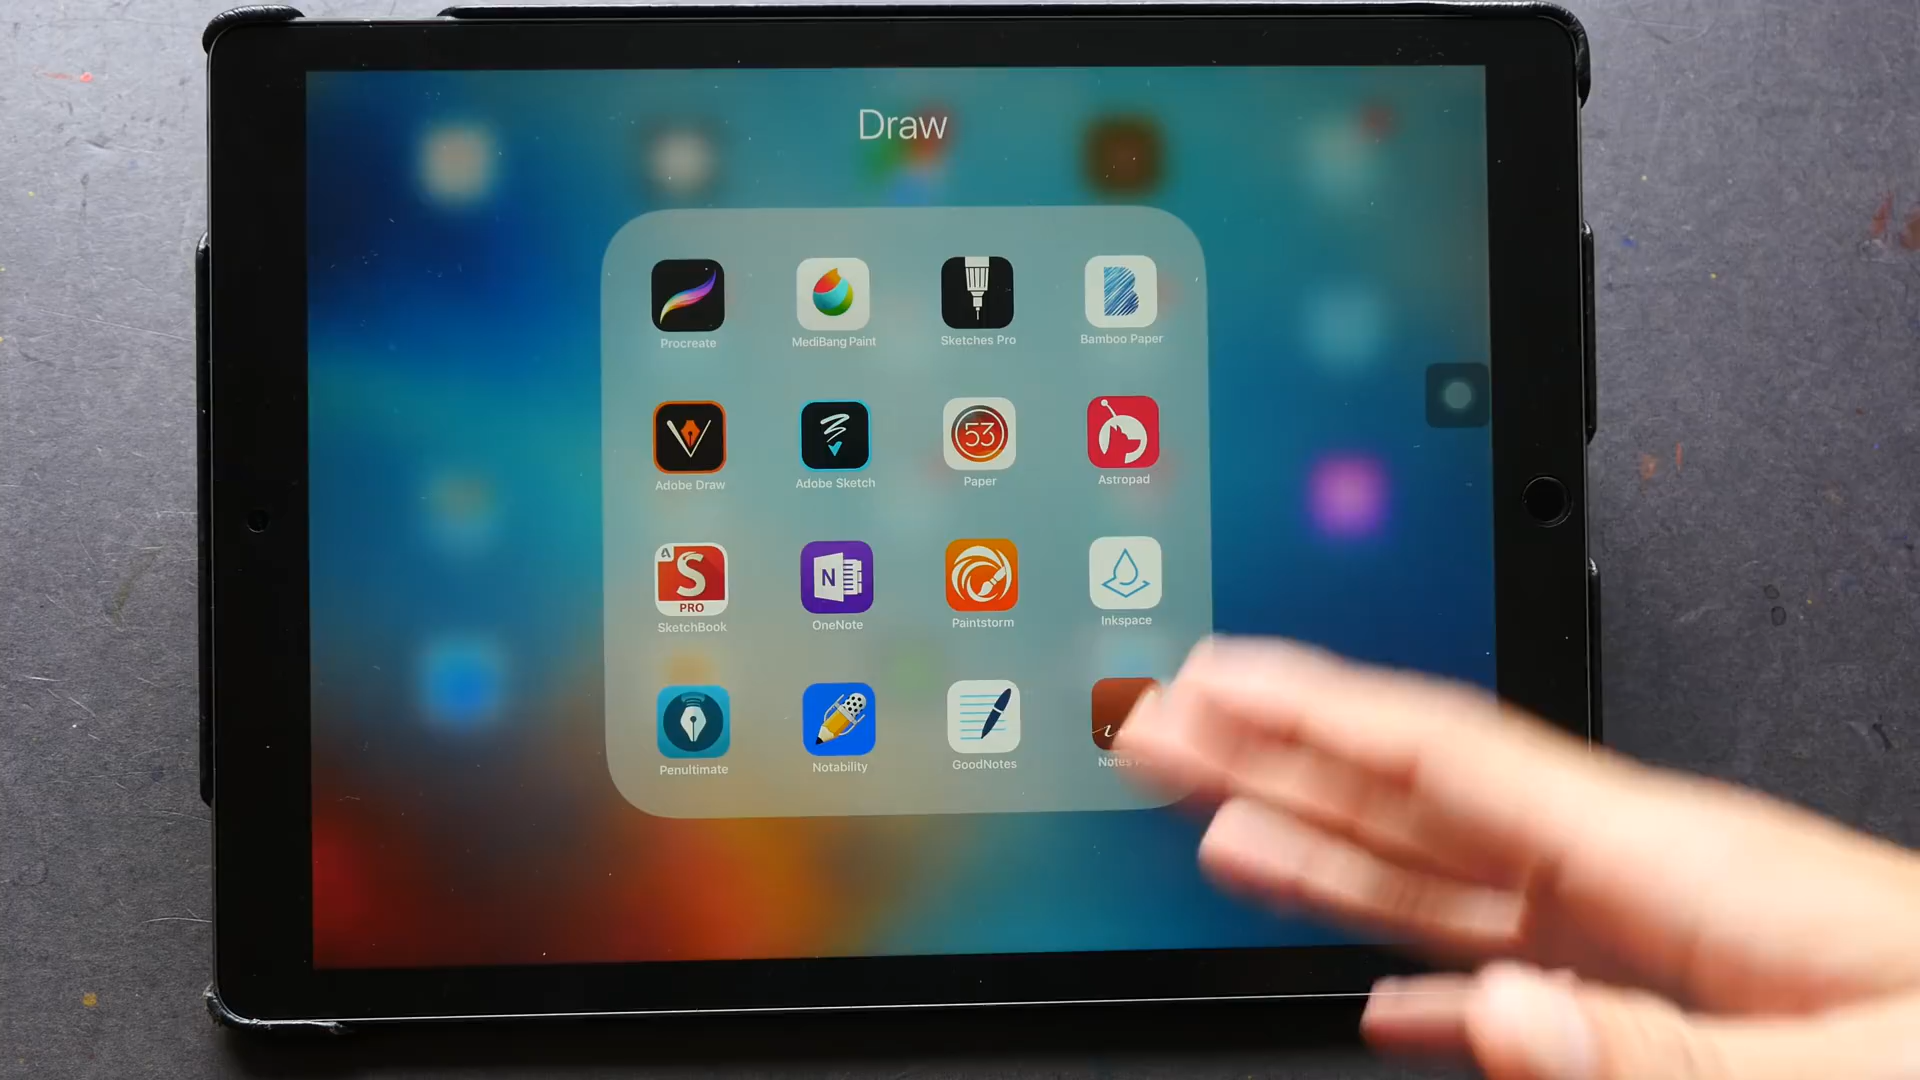 Draw
Procreate
MediBang Paint
Sketches Pro
Bamboo Paper
Adobe Draw
Adobe Sketch
53
Paper
Astropad
A
S
PRO
SketchBook
N
OneNote
Paintstorm
Inkspace
Penultimate
Notability
GoodNotes
Notes